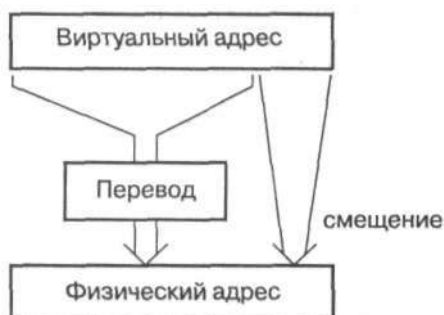 Виртуальный адрес
Перевод
смещение
Физический адрес